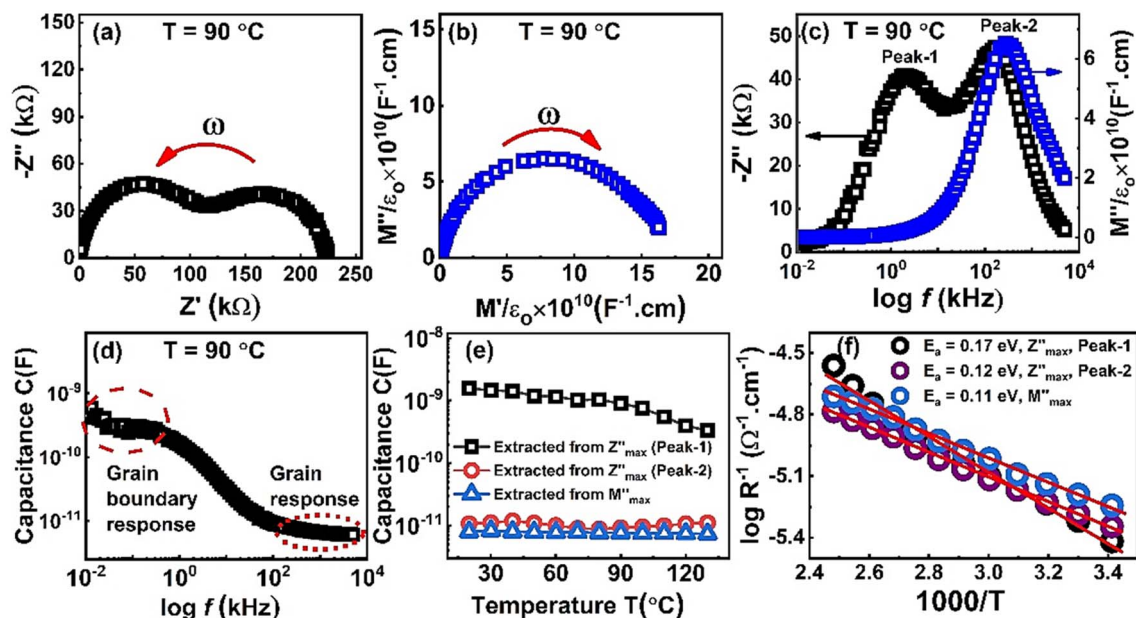 (a) T = 90 °C
150
120
90
60
30
0
-Z'' (kΩ)
ω
0 50 100 150 200 250
Z' (kΩ)
(b) T = 90 °C
15
10
5
0
M''/εₒ×10¹⁰(F⁻¹.cm)
ω
0 5 10 15 20
M'/εₒ×10¹⁰(F⁻¹.cm)
(c) T = 90 °C
Peak-1
Peak-2
50
40
30
20
10
0
-Z'' (kΩ)
6
4
2
0
M''/εₒ×10¹⁰(F⁻¹.cm)
10⁻² 10⁰ 10² 10⁴
log f (kHz)
(d) T = 90 °C
10⁻⁹
10⁻¹⁰
10⁻¹¹
Capacitance C(F)
Grain
boundary
response
Grain
response
10⁻² 10⁰ 10² 10⁴
log f (kHz)
(e)
10⁻⁸
10⁻⁹
10⁻¹⁰
10⁻¹¹
Capacitance C(F)
Extracted from Z''max (Peak-1)
Extracted from Z''max (Peak-2)
Extracted from M''max
30 60 90 120
Temperature T(°C)
(f)
Eₐ = 0.17 eV, Z''max, Peak-1
Eₐ = 0.12 eV, Z''max, Peak-2
Eₐ = 0.11 eV, M''max
-4.5
-4.8
-5.1
-5.4
log R⁻¹ (Ω⁻¹.cm⁻¹)
2.4 2.6 2.8 3.0 3.2 3.4
1000/T